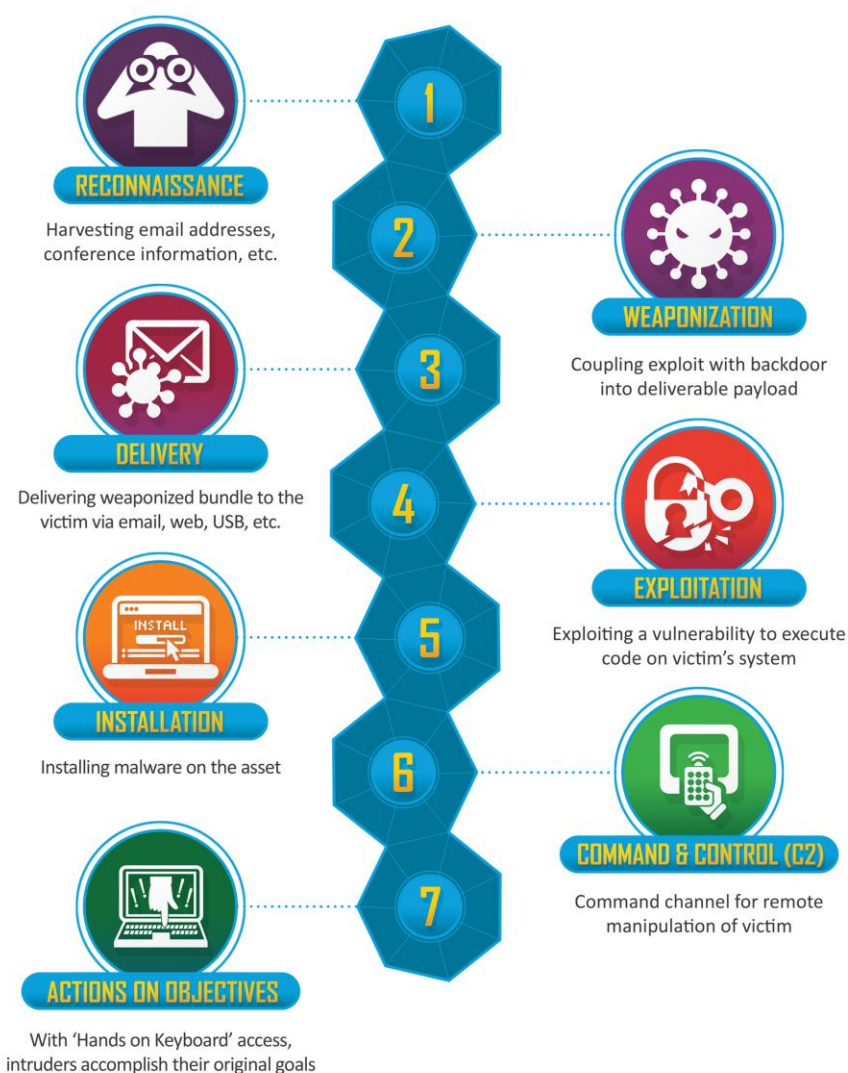 1
RECONNAISSANCE
Harvesting email addresses,
conference information, etc.
2
WEAPONIZATION
Coupling exploit with backdoor
into deliverable payload
3
DELIVERY
Delivering weaponized bundle to the
victim via email, web, USB, etc.
4
EXPLOITATION
Exploiting a vulnerability to execute
code on victim’s system
5
INSTALL
INSTALLATION
Installing malware on the asset
6
COMMAND & CONTROL (C2)
Command channel for remote
manipulation of victim
7
ACTIONS ON OBJECTIVES
With ‘Hands on Keyboard’ access,
intruders accomplish their original goals